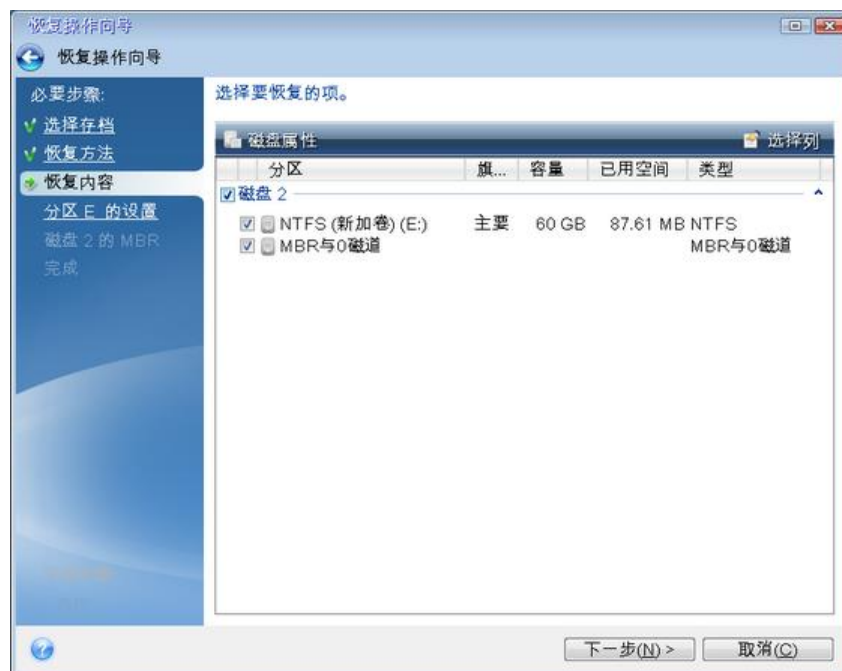 恢复操作向导
恢复操作向导
必要步骤:
选择存档
恢复方法
恢复内容
分区 E 的设置
磁盘 2 的 MBR
完成
选择要恢复的项。
磁盘属性 选择列
分区 旗... 容量 已用空间 类型
磁盘 2
NTFS (新加卷) (E:) 主要 60 GB 87.61 MB NTFS
MBR与0磁道 MBR与0磁道
下一步(N) > 取消(C)